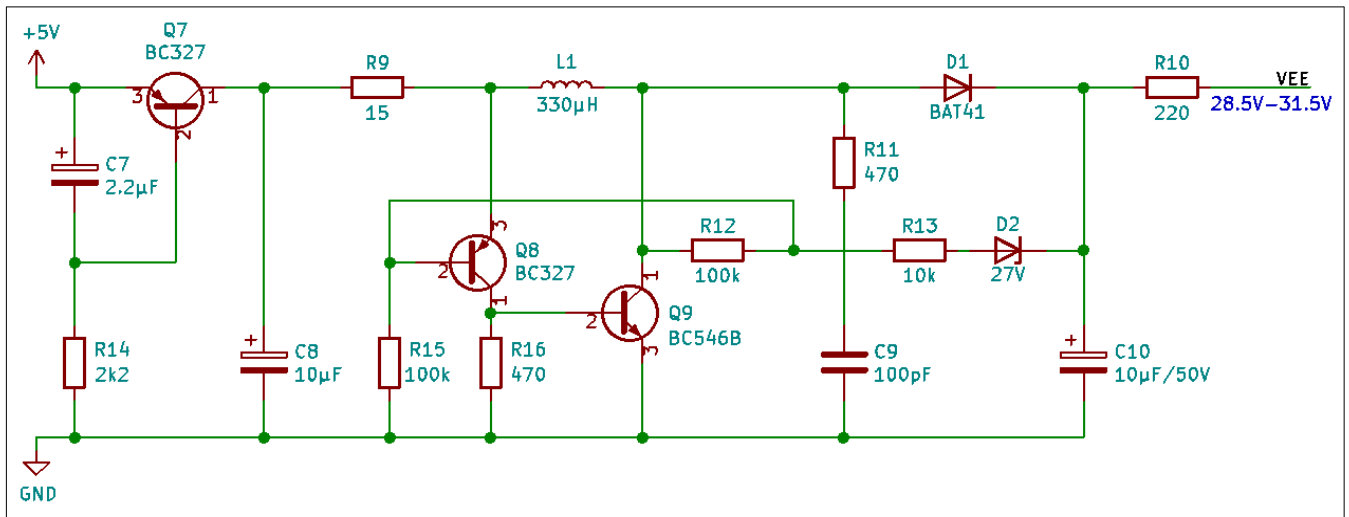 +5V
Q7
BC327
3
1
2
R9
15
L1
330µH
D1
BAT41
R10
220
VEE
28.5V–31.5V
C7
2.2µF
R11
470
Q8
BC327
3
2
1
R12
100k
R13
10k
D2
27V
Q9
BC546B
1
2
3
R14
2k2
C8
10µF
R15
100k
R16
470
C9
100pF
C10
10µF/50V
GND